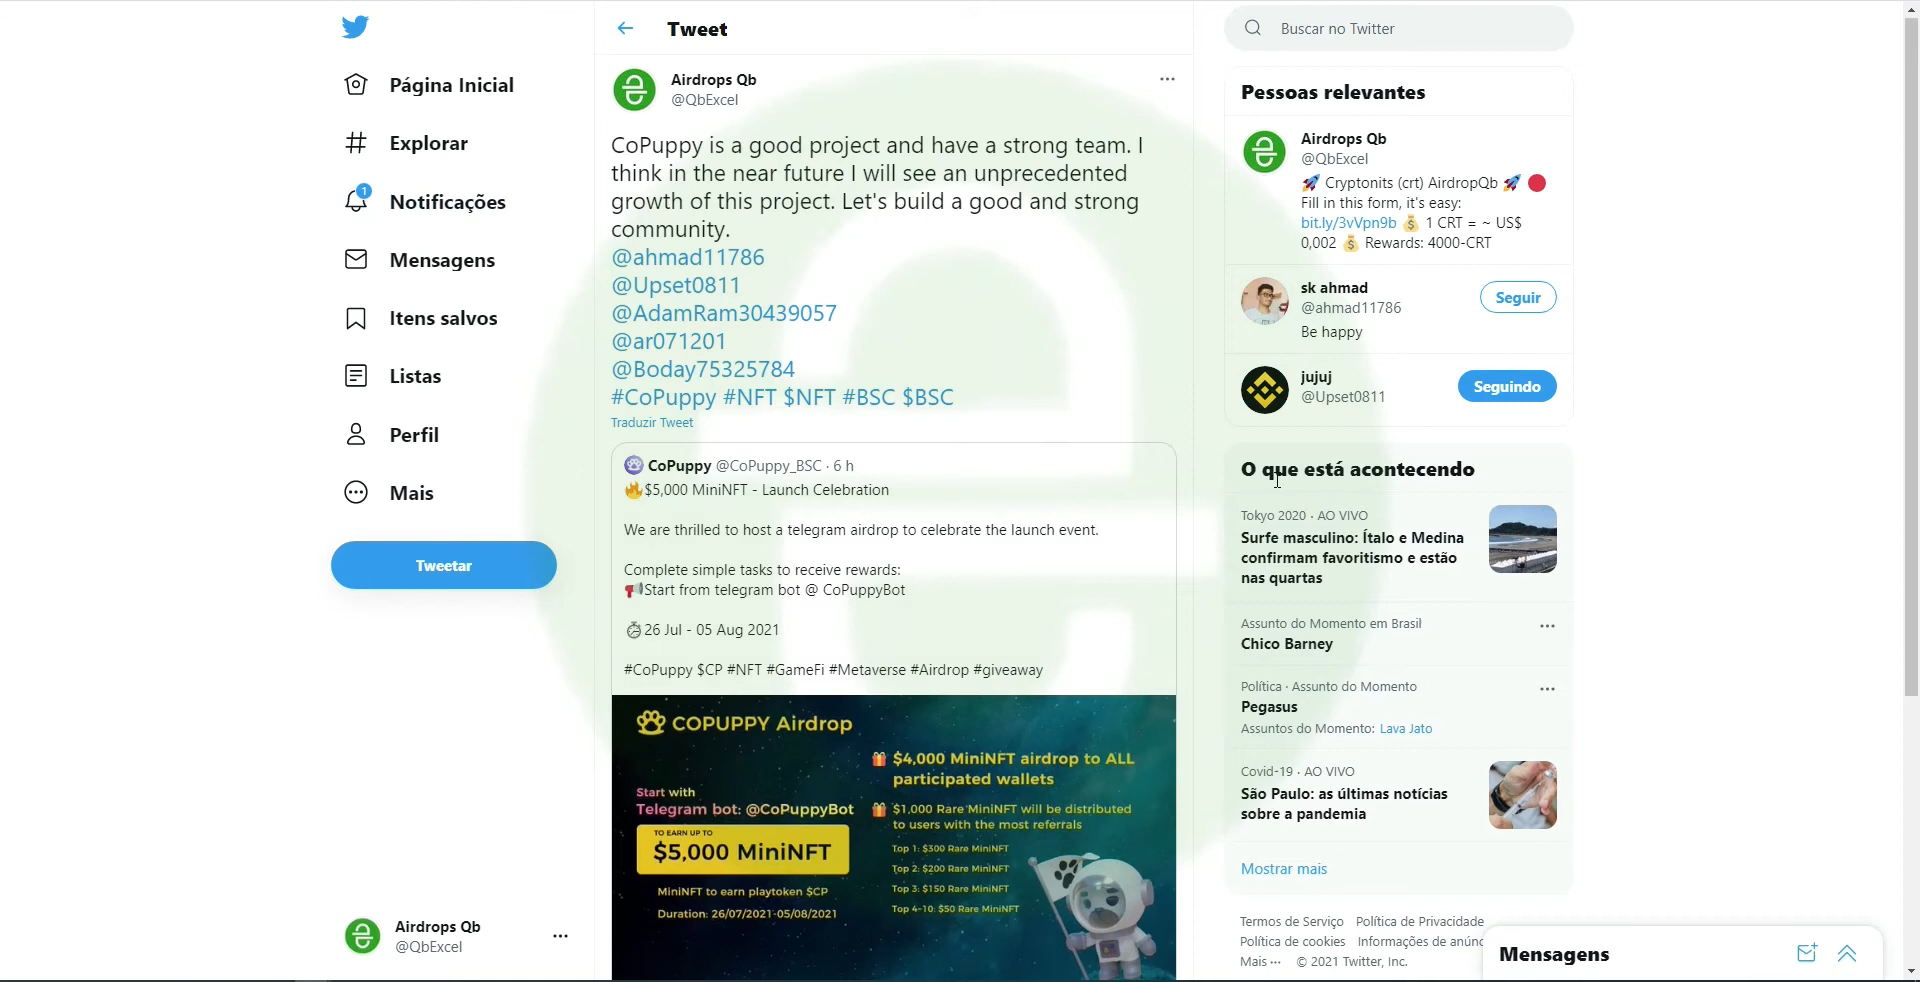 Página Inicial
Explorar
1
Notificações
Mensagens
Itens salvos
Listas
Perfil
Mais
Tweetar
Airdrops Qb
@QbExcel
Tweet
Airdrops Qb
@QbExcel
CoPuppy is a good project and have a strong team. I
think in the near future I will see an unprecedented
growth of this project. Let's build a good and strong
community.
@ahmad11786
@Upset0811
@AdamRam30439057
@ar071201
@Boday75325784
#CoPuppy #NFT $NFT #BSC $BSC
Traduzir Tweet
CoPuppy @CoPuppy_BSC · 6 h
$5,000 MiniNFT - Launch Celebration
We are thrilled to host a telegram airdrop to celebrate the launch event.
Complete simple tasks to receive rewards:
Start from telegram bot @ CoPuppyBot
26 Jul - 05 Aug 2021
#CoPuppy $CP #NFT #GameFi #Metaverse #Airdrop #giveaway
COPUPPY Airdrop
Start with
Telegram bot: @CoPuppyBot
TO EARN UP TO
$5,000 MiniNFT
MiniNFT to earn playtoken $CP
Duration: 26/07/2021-05/08/2021
$4,000 MiniNFT airdrop to ALL
participated wallets
$1,000 Rare MiniNFT will be distributed
to users with the most referrals
Top 1: $300 Rare MiniNFT
Top 2: $200 Rare MiniNFT
Top 3: $150 Rare MiniNFT
Top 4-10: $50 Rare MiniNFT
Buscar no Twitter
Pessoas relevantes
Airdrops Qb
@QbExcel
Cryptonits (crt) AirdropQb
Fill in this form, it's easy:
bit.ly/3vVpn9b 1 CRT = ~ US$
0,002 Rewards: 4000-CRT
sk ahmad
@ahmad11786
Seguir
Be happy
jujuj
@Upset0811
Seguindo
O que está acontecendo
Tokyo 2020 · AO VIVO
Surfe masculino: Ítalo e Medina
confirmam favoritismo e estão
nas quartas
Assunto do Momento em Brasil
Chico Barney
Política · Assunto do Momento
Pegasus
Assuntos do Momento: Lava Jato
Covid-19 · AO VIVO
São Paulo: as últimas notícias
sobre a pandemia
Mostrar mais
Termos de Serviço Política de Privacidade
Política de cookies Informações de anúnc
Mais ··· © 2021 Twitter, Inc.
Mensagens